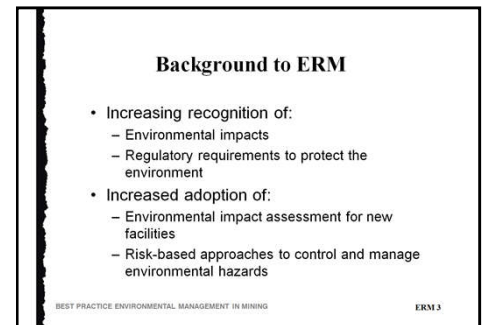 Background to ERM
• Increasing recognition of:
– Environmental impacts
– Regulatory requirements to protect the
environment
• Increased adoption of:
– Environmental impact assessment for new
facilities
– Risk-based approaches to control and manage
environmental hazards
BEST PRACTICE ENVIRONMENTAL MANAGEMENT IN MINING
ERM 3